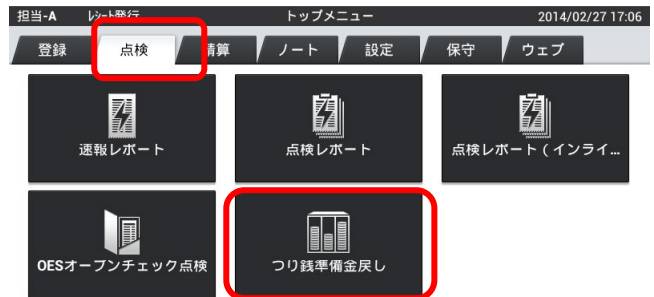 担当-A レシート発行 トップメニュー 2014/02/27 17:06
登録 点検 精算 ノート 設定 保守 ウェブ
速報レポート 点検レポート 点検レポート(インライ...
OESオープンチェック点検 つり銭準備金戻し